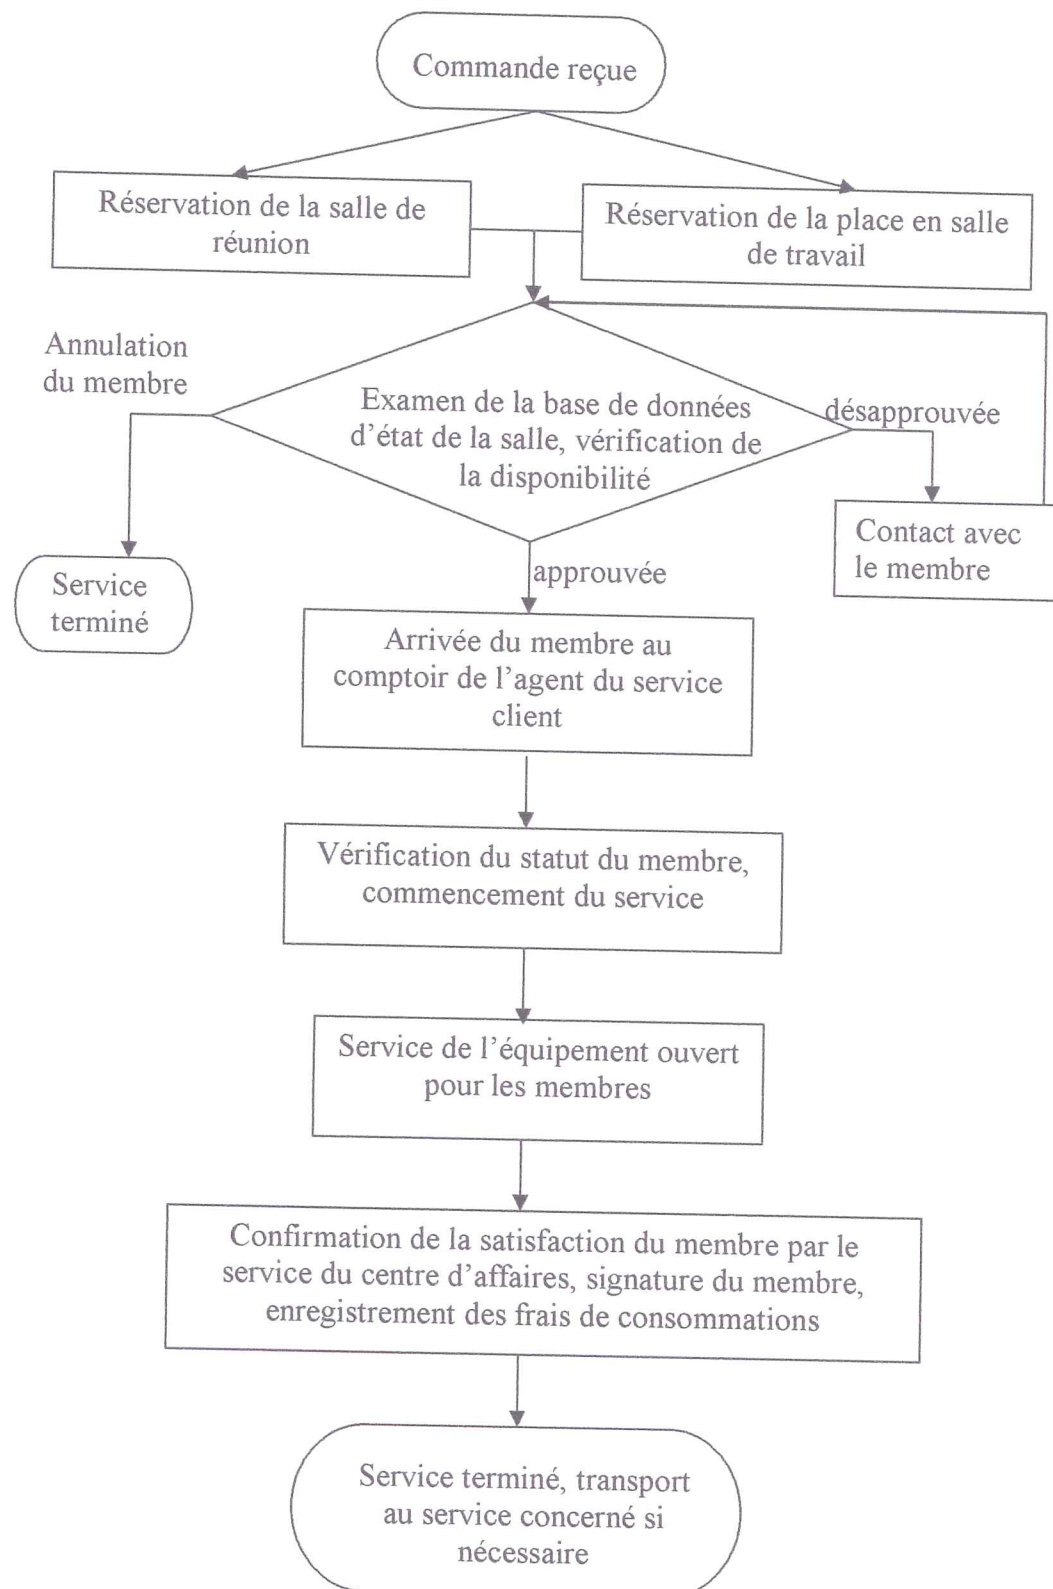 Commande reçue
Réservation de la salle de
réunion
Réservation de la place en salle
de travail
Annulation
du membre
Examen de la base de données
d’état de la salle, vérification de
la disponibilité
désapprouvée
Contact avec
le membre
Service
terminé
approuvée
Arrivée du membre au
comptoir de l’agent du service
client
Vérification du statut du membre,
commencement du service
Service de l’équipement ouvert
pour les membres
Confirmation de la satisfaction du membre par le
service du centre d’affaires, signature du membre,
enregistrement des frais de consommations
Service terminé, transport
au service concerné si
nécessaire